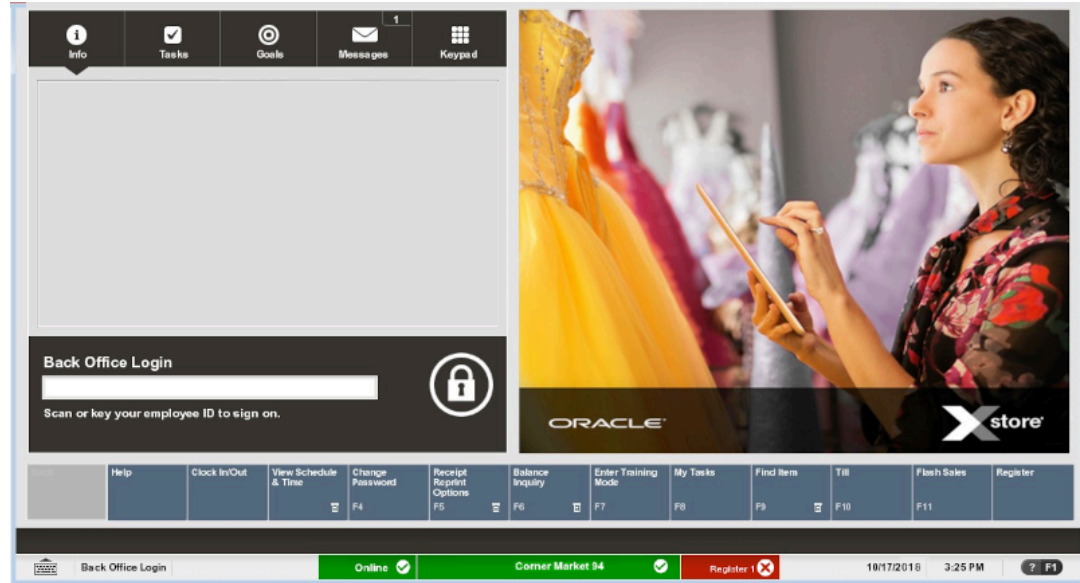 1
Info
Tasks
Goals
Messages
Keypad
Back Office Login
Scan or key your employee ID to sign on.
ORACLE
Xstore
Back
Help
Clock In/Out
View Schedule
& Time
Change
Password
F4
Receipt
Reprint
Options
F5
Balance
Inquiry
F6
Enter Training
Mode
F7
My Tasks
F8
Find Item
F9
Till
F10
Flash Sales
F11
Register
Back Office Login
Online
Corner Market 94
Register 1
10/17/2018
3:25 PM
? F1